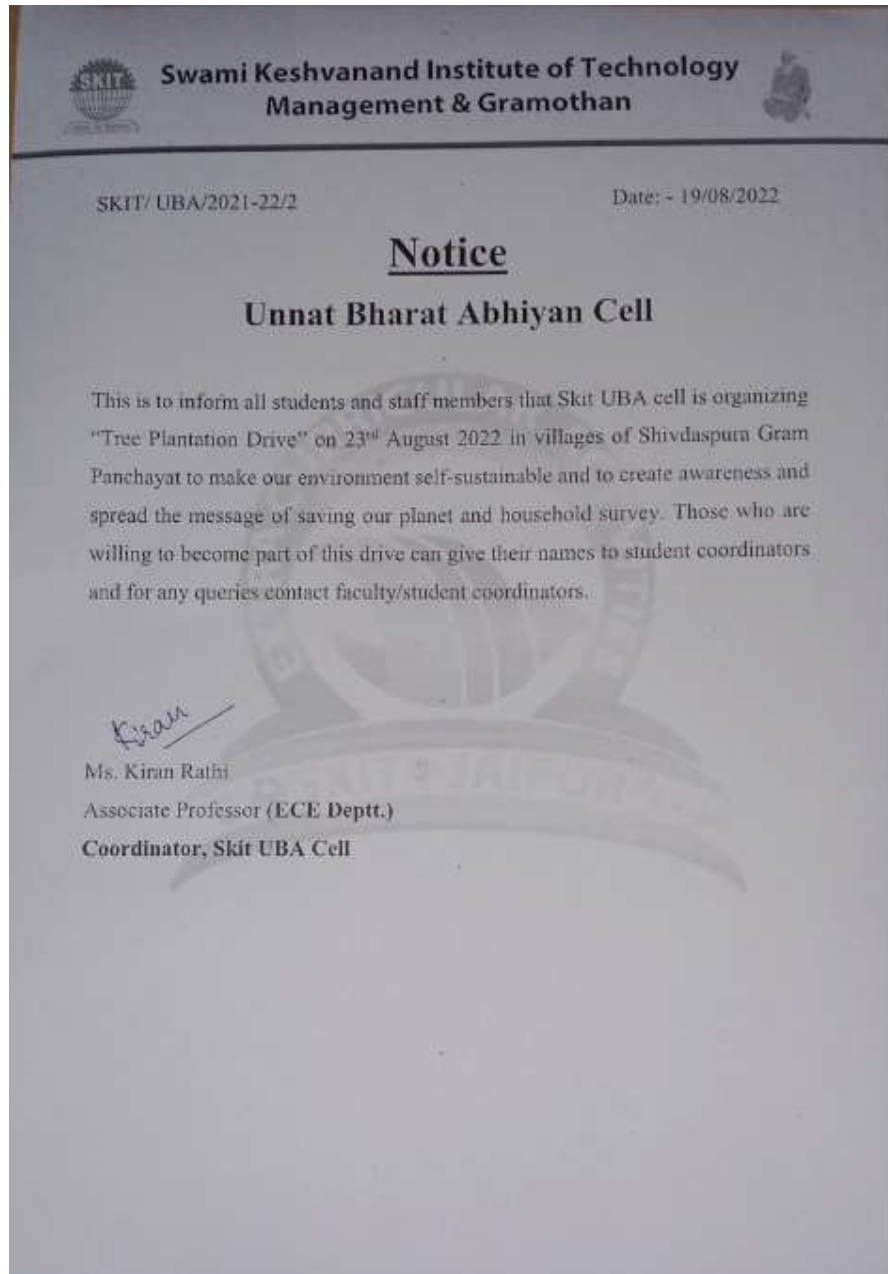 SKIT
Swami Keshvanand Institute of Technology
Management & Gramothan
SKIT/ UBA/2021-22/2
Date: - 19/08/2022
Notice
Unnat Bharat Abhiyan Cell
This is to inform all students and staff members that Skit UBA cell is organizing
"Tree Plantation Drive" on 23rd August 2022 in villages of Shivdaspura Gram
Panchayat to make our environment self-sustainable and to create awareness and
spread the message of saving our planet and household survey. Those who are
willing to become part of this drive can give their names to student coordinators
and for any queries contact faculty/student coordinators.
Kiran
Ms. Kiran Rathi
Associate Professor (ECE Deptt.)
Coordinator, Skit UBA Cell